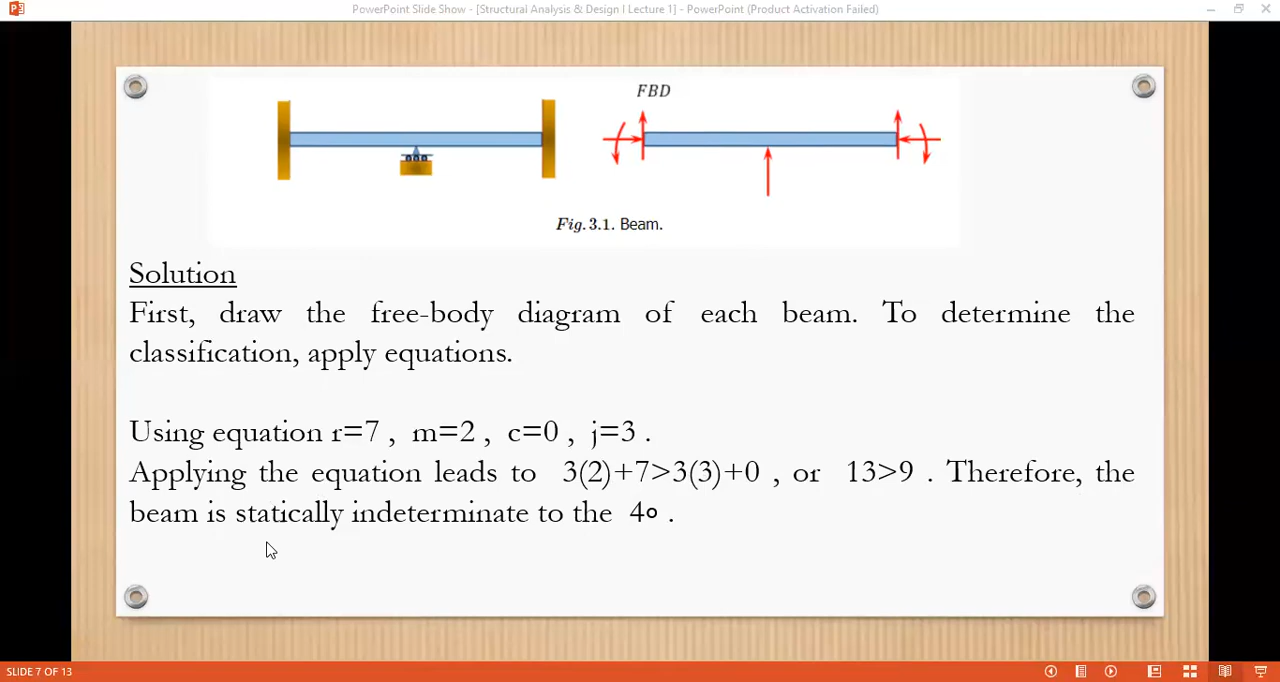 PowerPoint Slide Show - [Structural Analysis & Design I Lecture 1] - PowerPoint (Product Activation Failed)
FBD
Fig. 3.1. Beam.
Solution
First, draw the free-body diagram of each beam. To determine the
classification, apply equations.
Using equation r=7 , m=2 , c=0 , j=3 .
Applying the equation leads to 3(2)+7>3(3)+0 , or 13>9 . Therefore, the
beam is statically indeterminate to the 4∘ .
SLIDE 7 OF 13